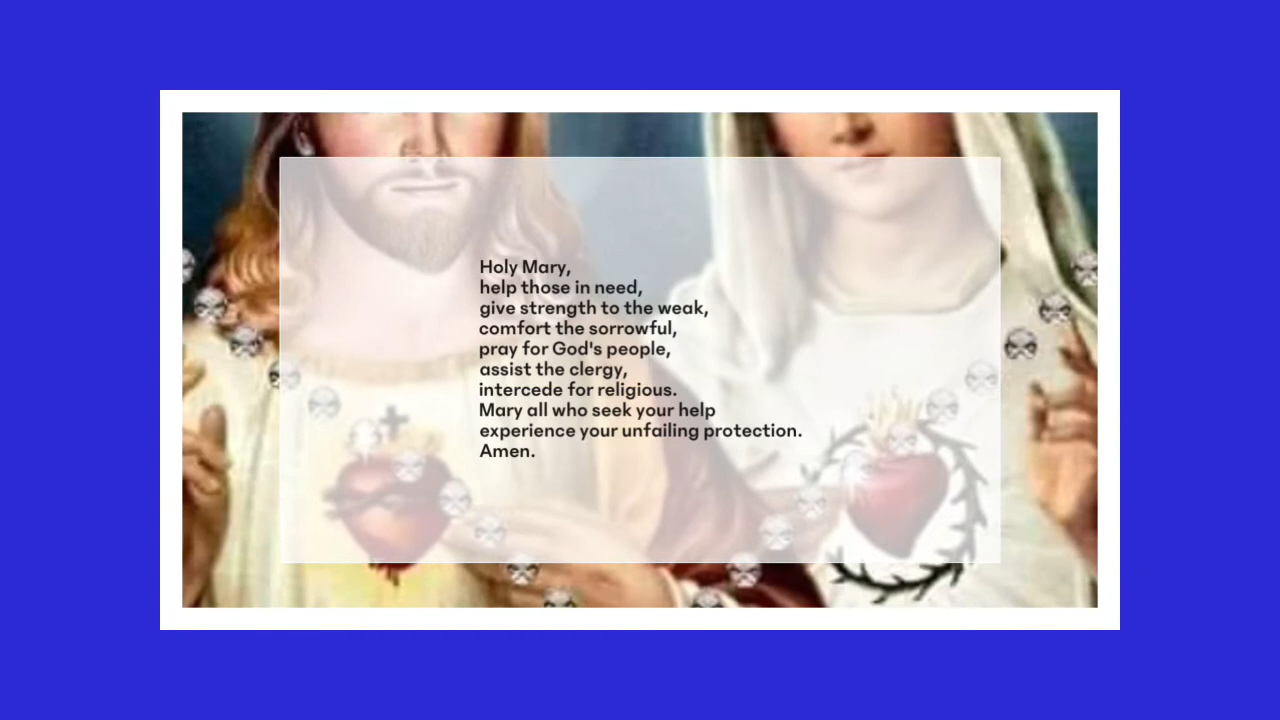 Holy Mary,
help those in need,
give strength to the weak,
comfort the sorrowful,
pray for God's people,
assist the clergy,
intercede for religious.
Mary all who seek your help
experience your unfailing protection.
Amen.